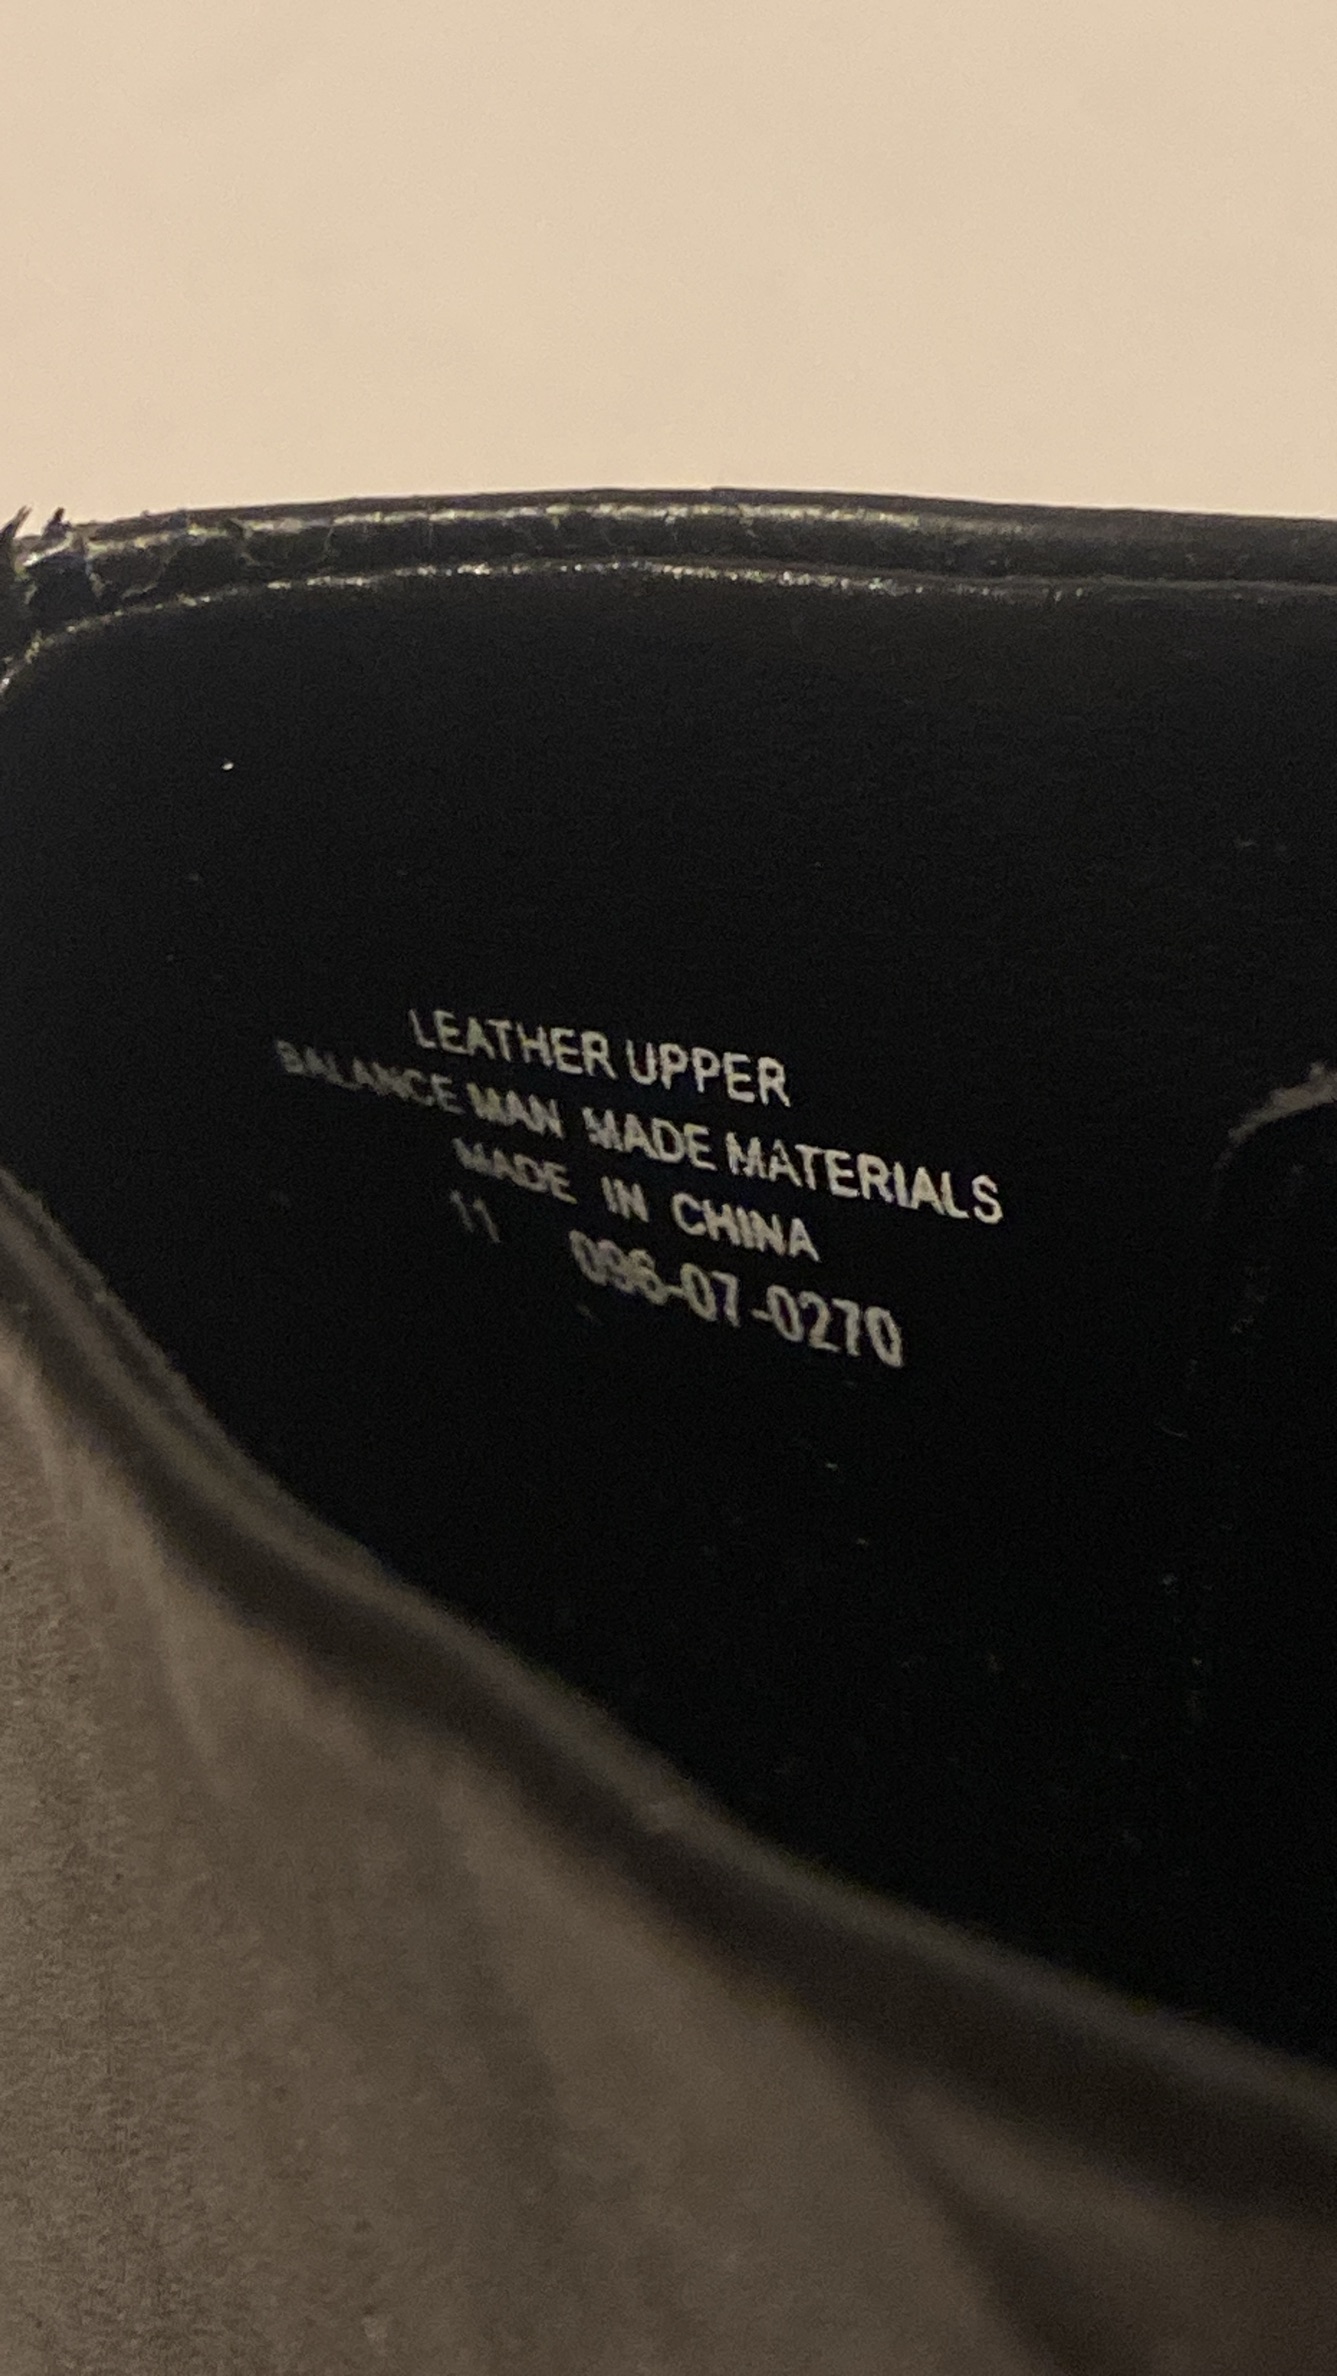 LEATHER UPPER
BALANCE MAN MADE MATERIALS
MADE IN CHINA
11 096-07-0270